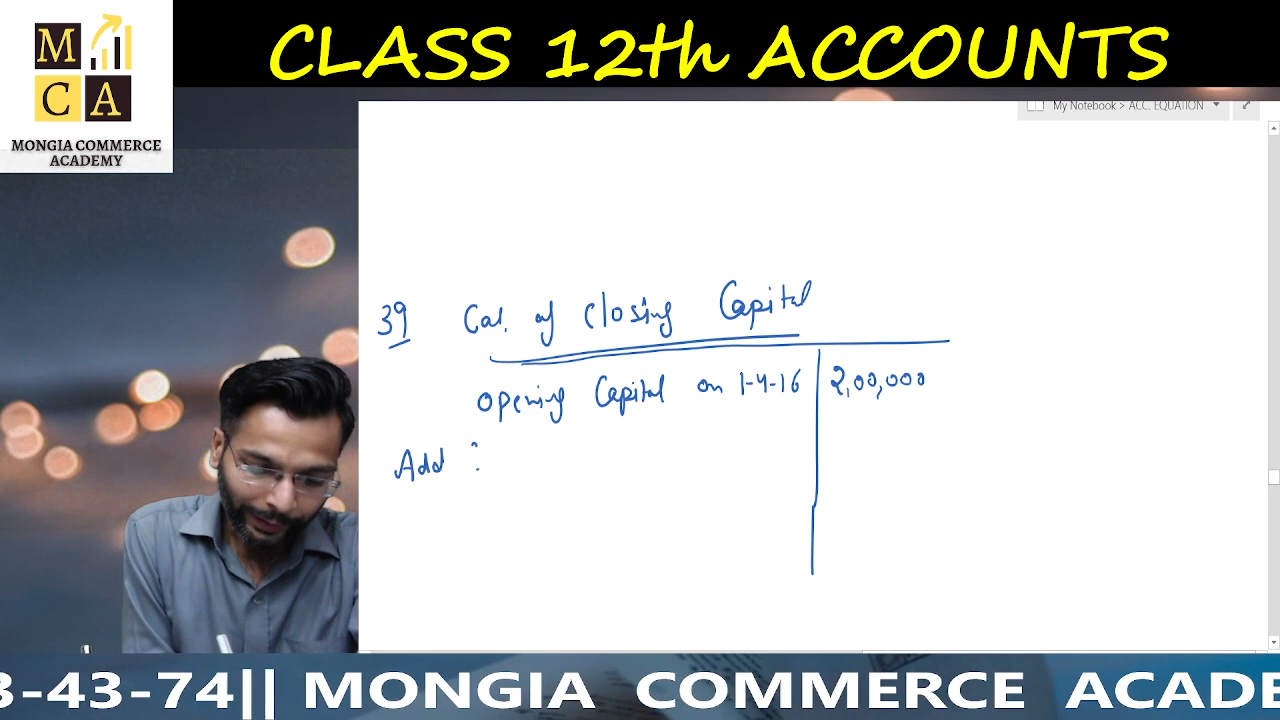 M
C A
MONGIA COMMERCE
ACADEMY
CLASS 12th ACCOUNTS
My Notebook > ACC. EQUATION
39 Cal. of Closing Capital
Opening Capital on 1-4-16 2,00,000
Add :
3-43-74|| MONGIA COMMERCE ACADE